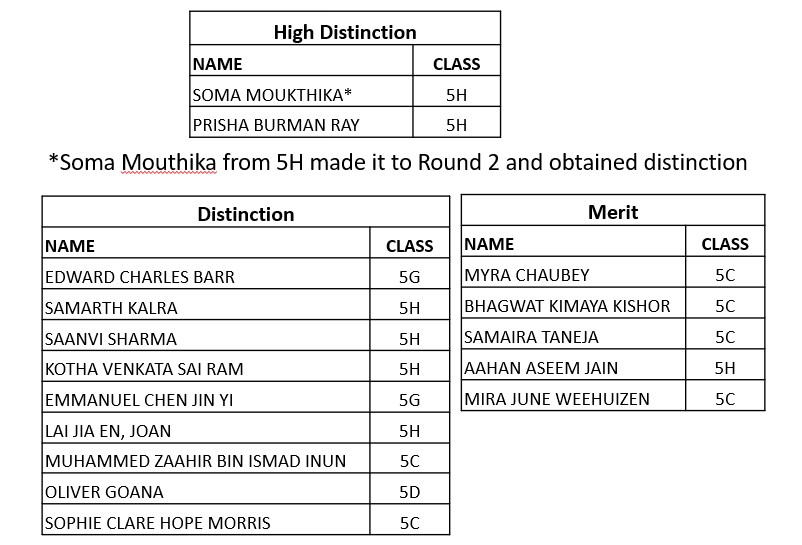 High Distinction
NAME CLASS
SOMA MOUKTHIKA* 5H
PRISHA BURMAN RAY 5H
*Soma Mouthika from 5H made it to Round 2 and obtained distinction
Distinction
NAME CLASS
EDWARD CHARLES BARR 5G
SAMARTH KALRA 5H
SAANVI SHARMA 5H
KOTHA VENKATA SAI RAM 5H
EMMANUEL CHEN JIN YI 5G
LAI JIA EN, JOAN 5H
MUHAMMED ZAAHIR BIN ISMAD INUN 5C
OLIVER GOANA 5D
SOPHIE CLARE HOPE MORRIS 5C
Merit
NAME CLASS
MYRA CHAUBEY 5C
BHAGWAT KIMAYA KISHOR 5C
SAMAIRA TANEJA 5C
AAHAN ASEEM JAIN 5H
MIRA JUNE WEEHUIZEN 5C